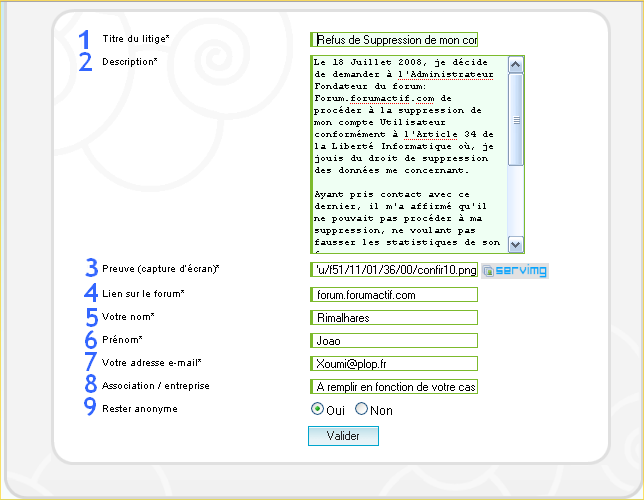 1 Titre du litige* Refus de Suppression de mon cor
2 Description* Le 18 Juillet 2008, je décide
de demander à l'Administrateur
Fondateur du forum:
Forum.forumactif.com de
procéder à la suppression de
mon compte Utilisateur
conformément à l'Article 34 de
la Liberté Informatique où, je
jouis du droit de suppression
des données me concernant.
Ayant pris contact avec ce
dernier, il m'a affirmé qu'il
ne pouvait pas procéder à ma
suppression, ne voulant pas
fausser les statistiques de son
3 Preuve (capture d'écran)* 'u/f51/11/01/36/00/confir10.png servimg
4 Lien sur le forum* forum.forumactif.com
5 Votre nom* Rimalhares
6 Prénom* Joao
7 Votre adresse e-mail* Xoumi@plop.fr
8 Association / entreprise A remplir en fonction de votre cas
9 Rester anonyme Oui Non
Valider